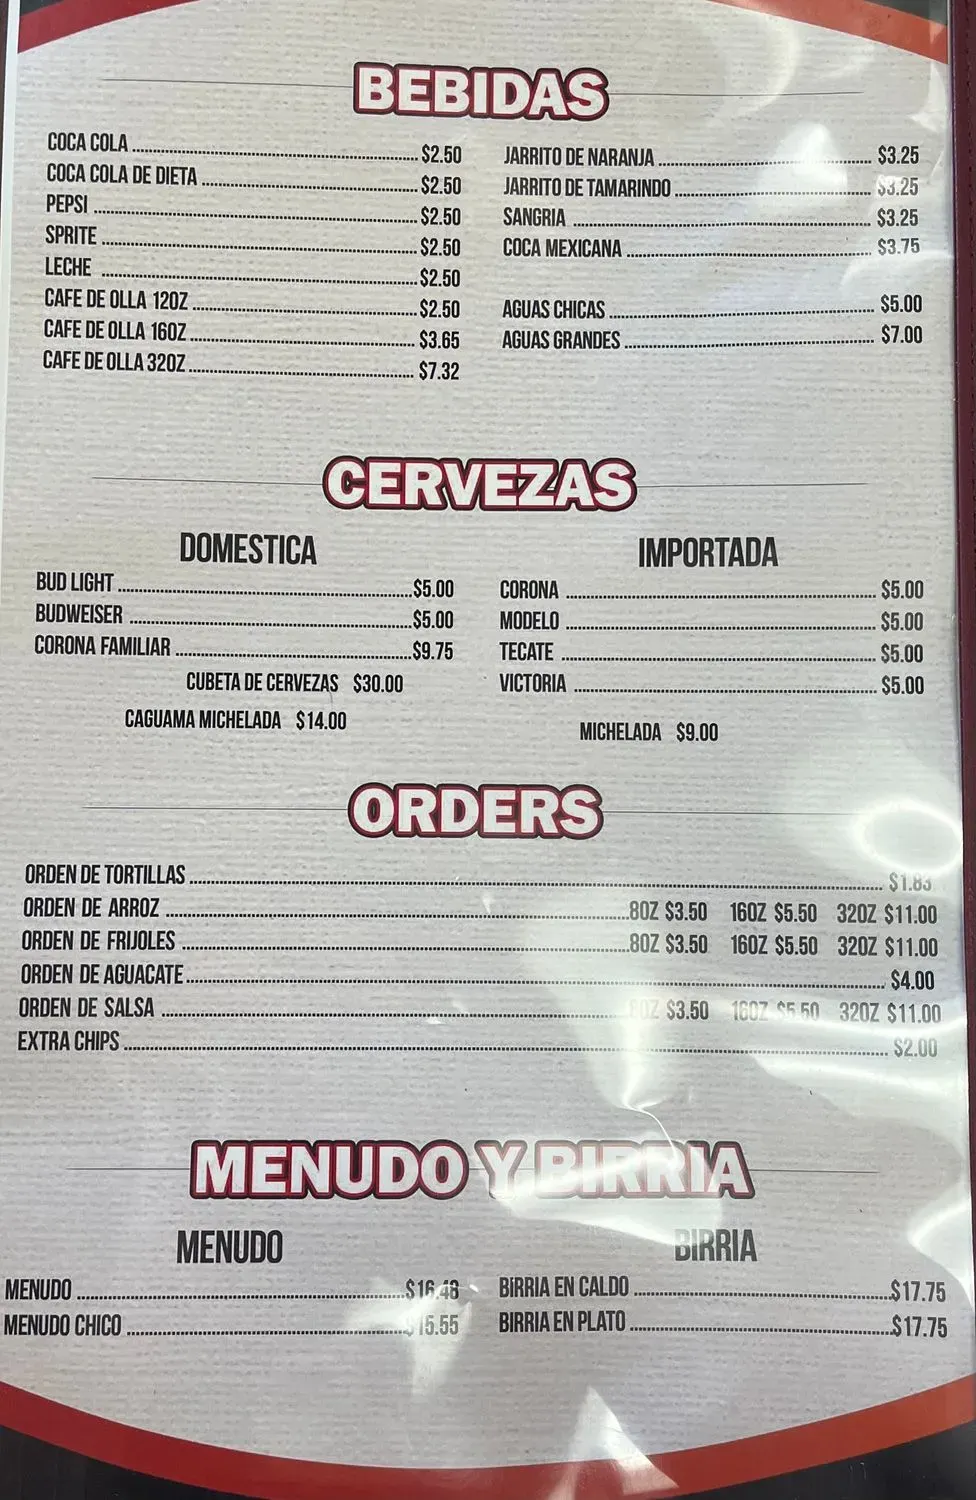 BEBIDAS
COCA COLA $2.50
COCA COLA DE DIETA $2.50
PEPSI $2.50
SPRITE $2.50
LECHE $2.50
CAFE DE OLLA 12OZ $2.50
CAFE DE OLLA 16OZ $3.65
CAFE DE OLLA 32OZ $7.32
JARRITO DE NARANJA $3.25
JARRITO DE TAMARINDO $3.25
SANGRIA $3.25
COCA MEXICANA $3.75
AGUAS CHICAS $5.00
AGUAS GRANDES $7.00
CERVEZAS
DOMESTICA
BUD LIGHT $5.00
BUDWEISER $5.00
CORONA FAMILIAR $9.75
CUBETA DE CERVEZAS $30.00
CAGUAMA MICHELADA $14.00
IMPORTADA
CORONA $5.00
MODELO $5.00
TECATE $5.00
VICTORIA $5.00
MICHELADA $9.00
ORDERS
ORDEN DE TORTILLAS $1.83
ORDEN DE ARROZ 8OZ $3.50 16OZ $5.50 32OZ $11.00
ORDEN DE FRIJOLES 8OZ $3.50 16OZ $5.50 32OZ $11.00
ORDEN DE AGUACATE $4.00
ORDEN DE SALSA 8OZ $3.50 16OZ $5.50 32OZ $11.00
EXTRA CHIPS $2.00
MENUDO Y BIRRIA
MENUDO
MENUDO $16.48
MENUDO CHICO $15.55
BIRRIA
BiRRIA EN CALDO $17.75
BIRRIA EN PLATO $17.75